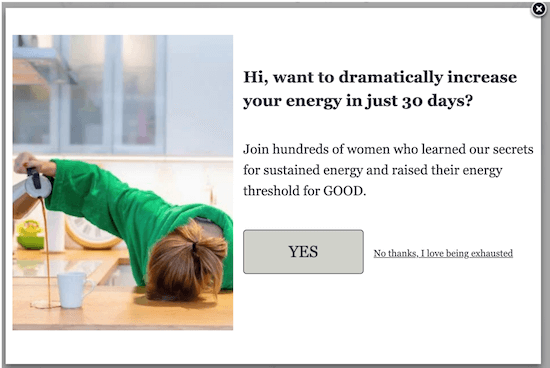 Hi, want to dramatically increase
your energy in just 30 days?
Join hundreds of women who learned our secrets
for sustained energy and raised their energy
threshold for GOOD.
YES
No thanks, I love being exhausted